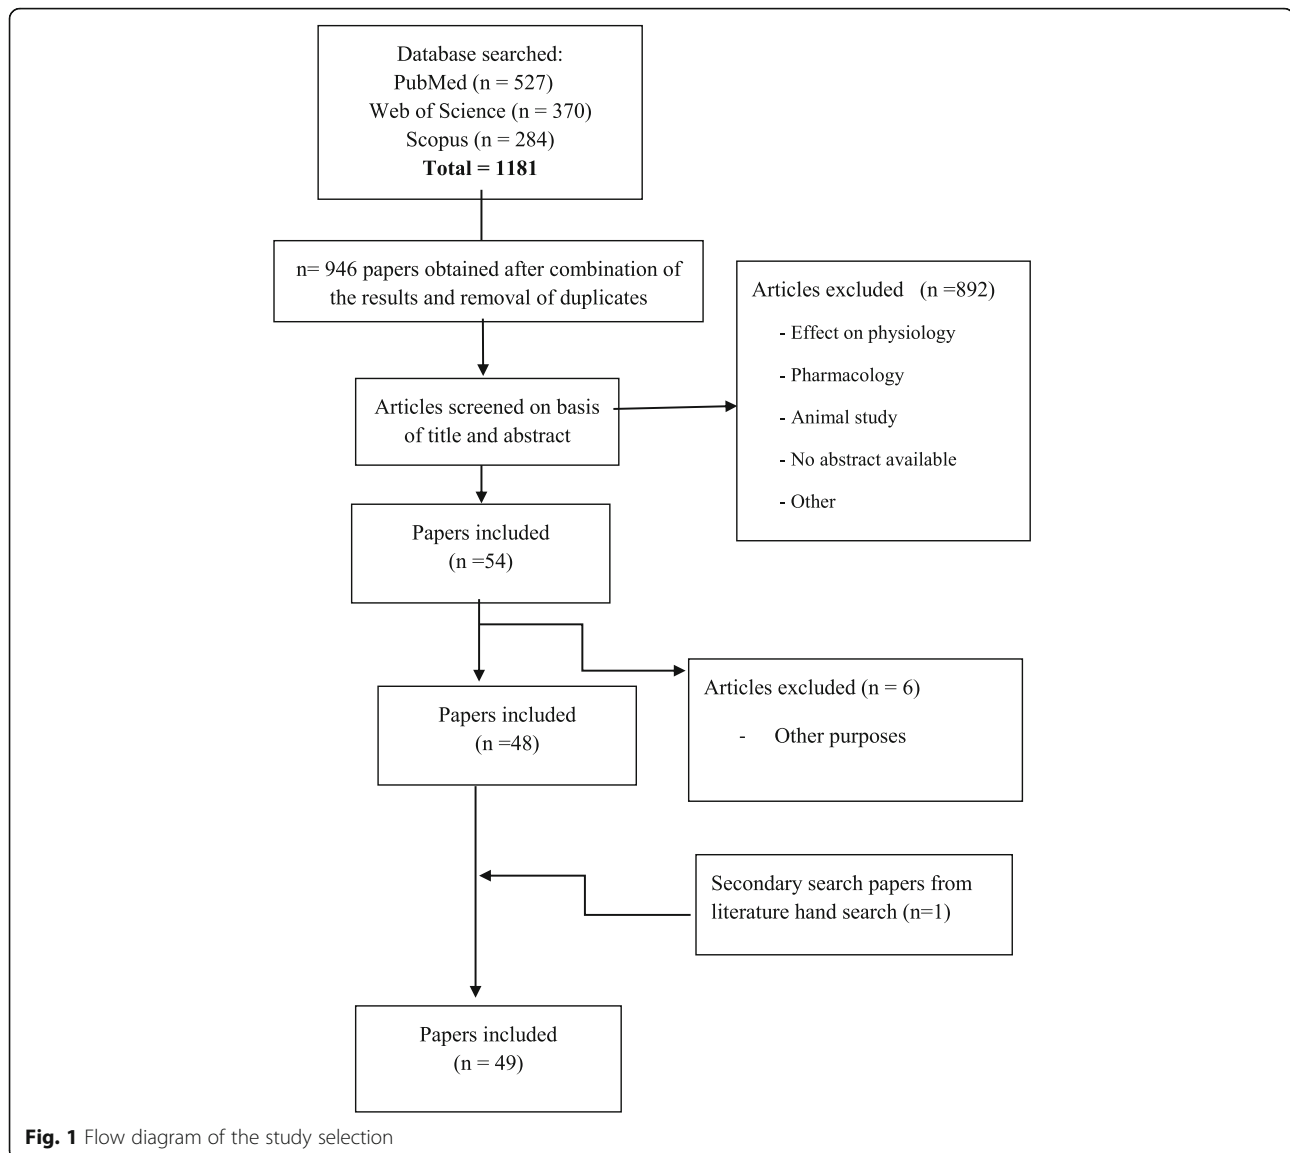 Database searched:
PubMed (n = 527)
Web of Science (n = 370)
Scopus (n = 284)
Total = 1181
n= 946 papers obtained after combination of
the results and removal of duplicates
Articles excluded (n =892)
- Effect on physiology
- Pharmacology
- Animal study
- No abstract available
- Other
Articles screened on basis
of title and abstract
Papers included
(n =54)
Articles excluded (n = 6)
- Other purposes
Papers included
(n =48)
Secondary search papers from
literature hand search (n=1)
Papers included
(n = 49)
Fig. 1 Flow diagram of the study selection